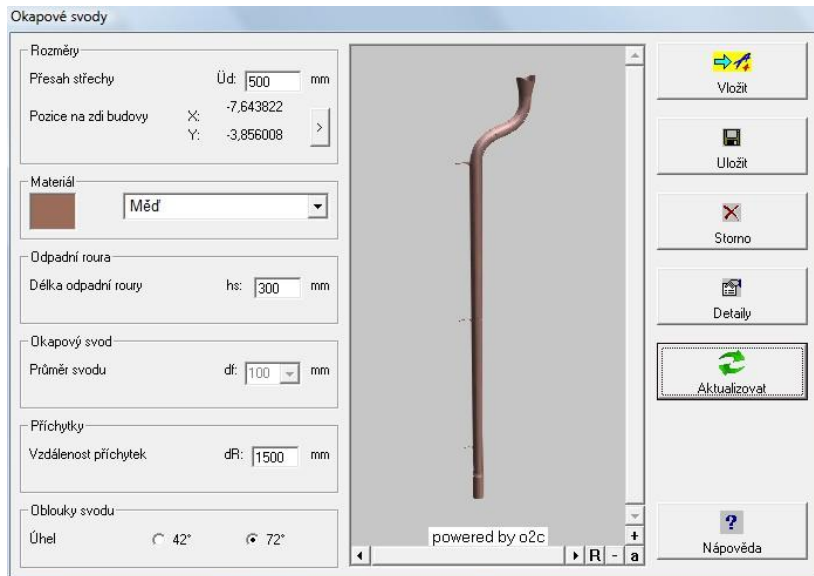 Okapové svody
Rozměry
Přesah střechy Üd: 500 mm
Pozice na zdi budovy X: -7,643822
Y: -3,856008
>
Materiál
Měď
Odpadní roura
Délka odpadní roury hs: 300 mm
Okapový svod
Průměr svodu df: 100 mm
Příchytky
Vzdálenost příchytek dR: 1500 mm
Oblouky svodu
Úhel 42° 72°
powered by o2c
R - a
+
Vložit
Uložit
Storno
Detaily
Aktualizovat
?
Nápověda